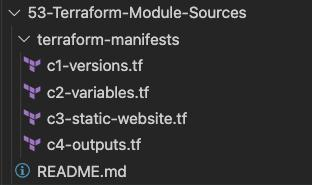 53-Terraform-Module-Sources
terraform-manifests
c1-versions.tf
c2-variables.tf
c3-static-website.tf
c4-outputs.tf
README.md